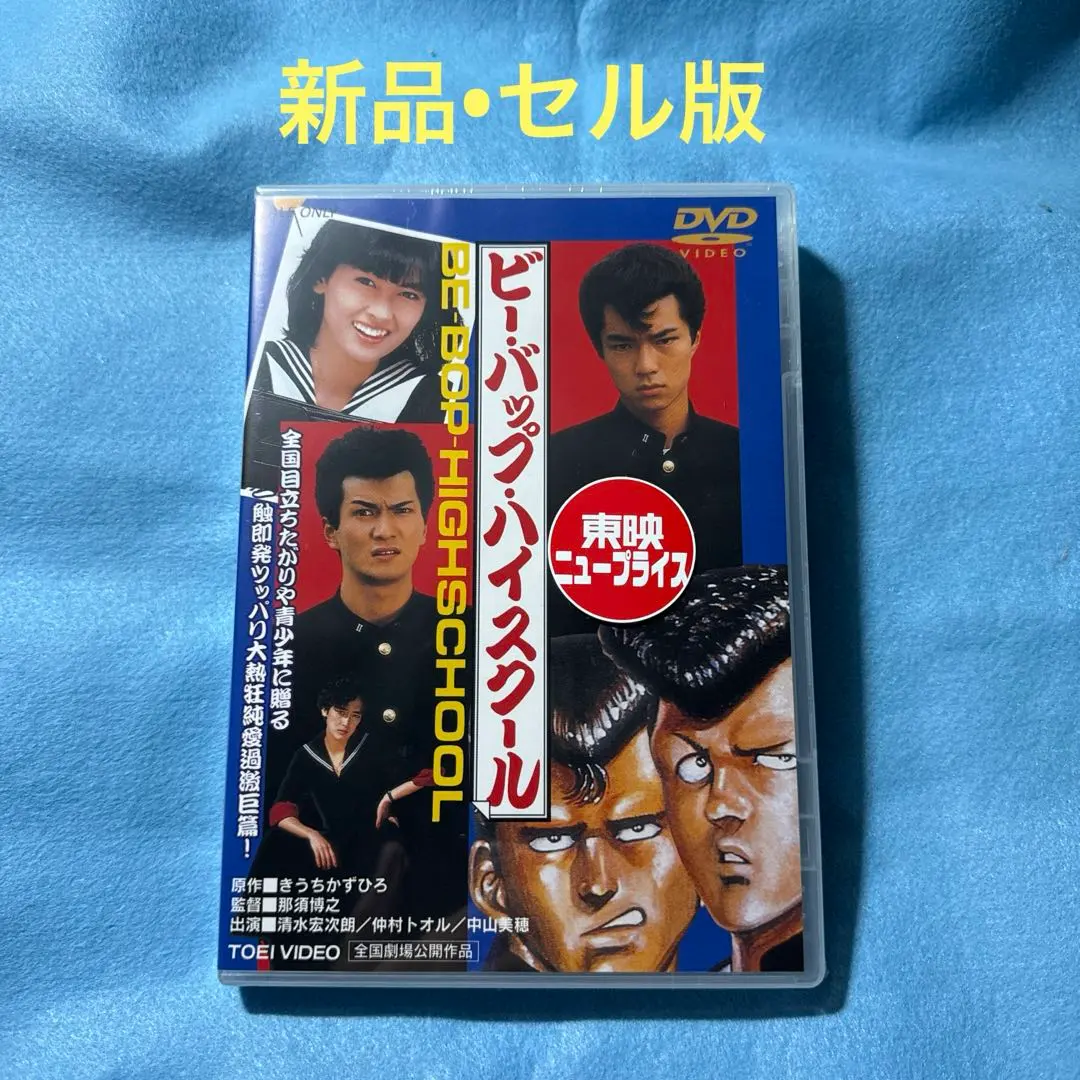 新品・セル版
LE ONLY
DVD
VIDEO
ビー・バップ・ハイスクール
BE-BOP-HIGHSCHOOL
東映
ニュープライス
全国目立ちたがりや青少年に贈る
一触即発ツッパリ大熱狂純愛過激巨篇!
原作■きうちかずひろ
監督■那須博之
出演■清水宏次朗/仲村トオル/中山美穂
TOEI VIDEO 全国劇場公開作品